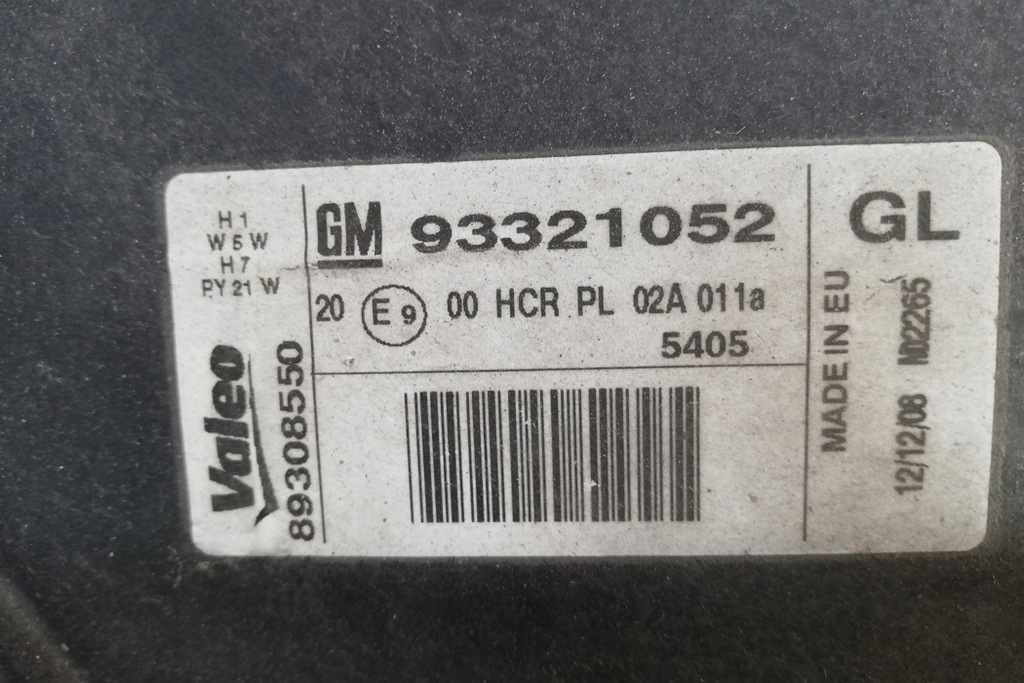 H1
W5W
H7
PY21W
Valeo
89308550
GM 93321052
20 E9 00 HCR PL 02A 011a
5405
GL
MADE IN EU
12/12/08 N02265